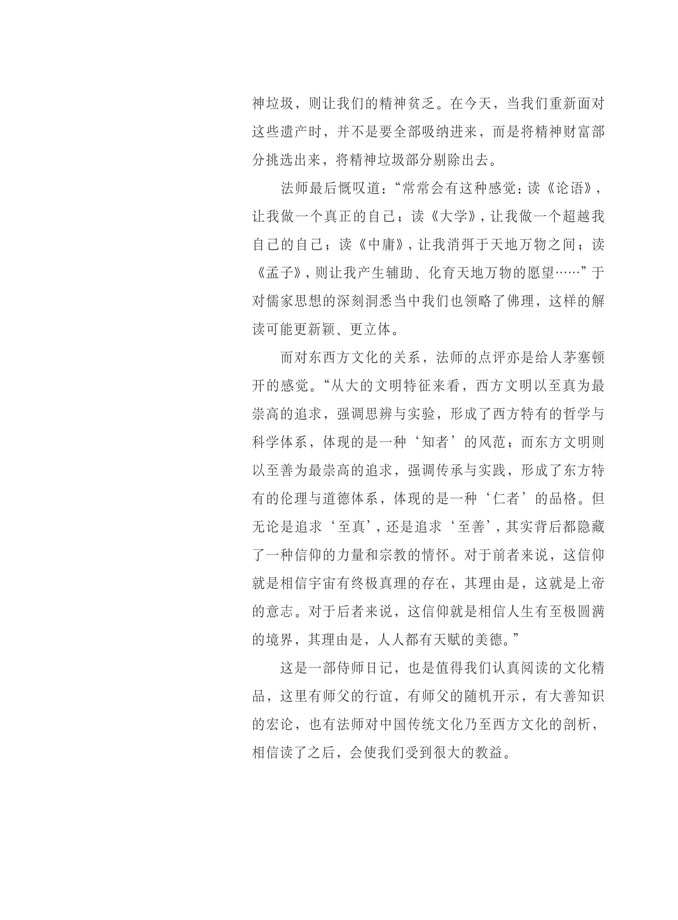 神垃圾，则让我们的精神贫乏。在今天，当我们重新面对
这些遗产时，并不是要全部吸纳进来，而是将精神财富部
分挑选出来，将精神垃圾部分剔除出去。
法师最后慨叹道：“常常会有这种感觉：读《论语》，
让我做一个真正的自己；读《大学》，让我做一个超越我
自己的自己；读《中庸》，让我消弭于天地万物之间；读
《孟子》，则让我产生辅助、化育天地万物的愿望……”于
对儒家思想的深刻洞悉当中我们也领略了佛理，这样的解
读可能更新颖、更立体。
而对东西方文化的关系，法师的点评亦是给人茅塞顿
开的感觉。“从大的文明特征来看，西方文明以至真为最
崇高的追求，强调思辨与实验，形成了西方特有的哲学与
科学体系，体现的是一种‘知者’的风范；而东方文明则
以至善为最崇高的追求，强调传承与实践，形成了东方特
有的伦理与道德体系，体现的是一种‘仁者’的品格。但
无论是追求‘至真’，还是追求‘至善’，其实背后都隐藏
了一种信仰的力量和宗教的情怀。对于前者来说，这信仰
就是相信宇宙有终极真理的存在，其理由是，这就是上帝
的意志。对于后者来说，这信仰就是相信人生有至极圆满
的境界，其理由是，人人都有天赋的美德。”
这是一部侍师日记，也是值得我们认真阅读的文化精
品，这里有师父的行谊，有师父的随机开示，有大善知识
的宏论，也有法师对中国传统文化乃至西方文化的剖析，
相信读了之后，会使我们受到很大的教益。